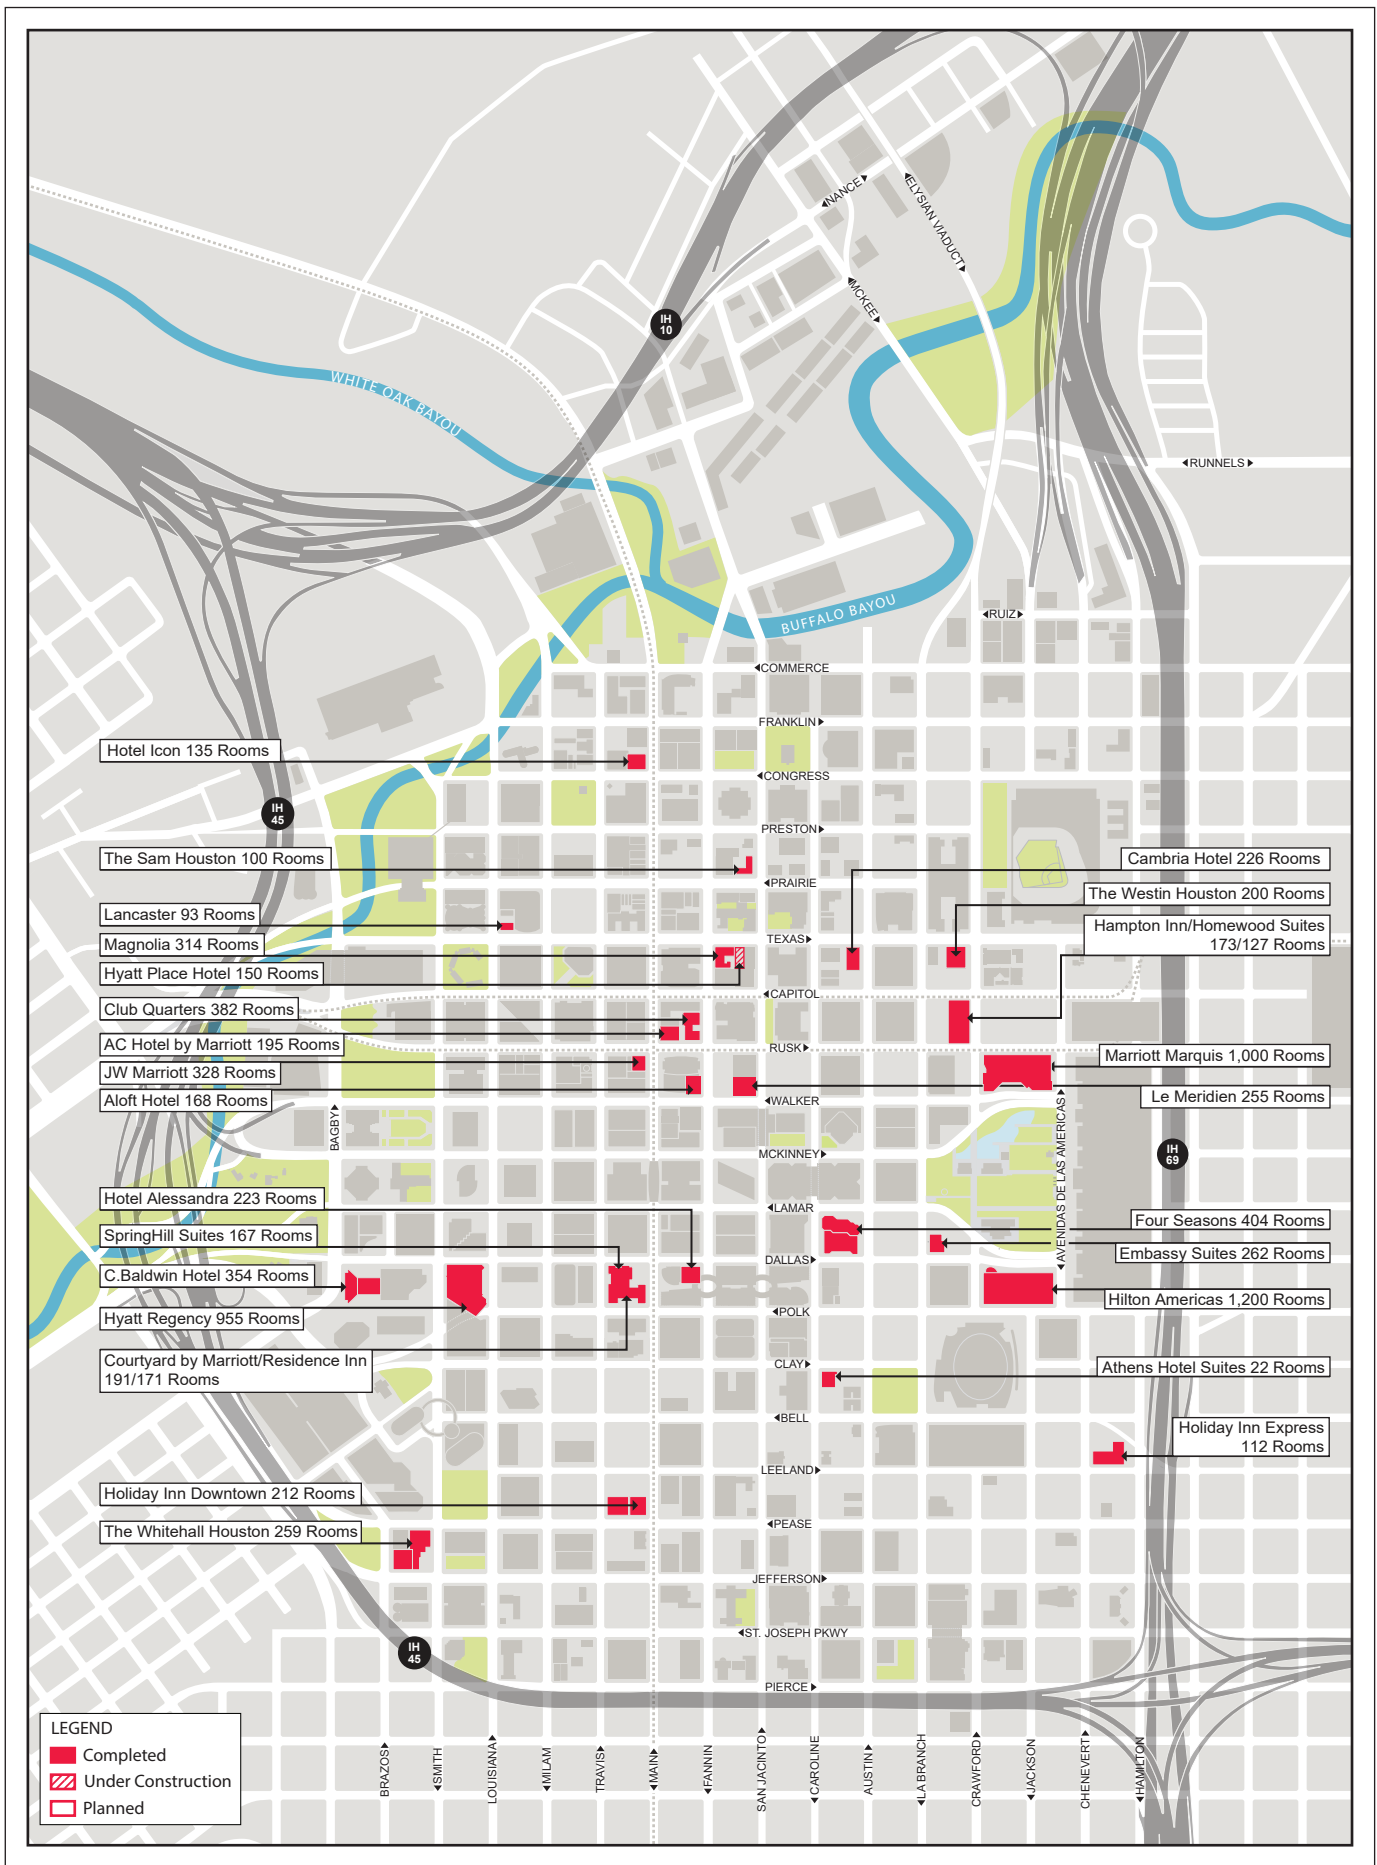 NANCE
ELYSIAN VIADUCT
MCKEE
IH
10
WHITE OAK BAYOU
RUNNELS
BUFFALO BAYOU
RUIZ
COMMERCE
FRANKLIN
Hotel Icon 135 Rooms
CONGRESS
IH
45
PRESTON
The Sam Houston 100 Rooms
Cambria Hotel 226 Rooms
PRAIRIE
The Westin Houston 200 Rooms
Lancaster 93 Rooms
Hampton Inn/Homewood Suites
173/127 Rooms
TEXAS
Magnolia 314 Rooms
Hyatt Place Hotel 150 Rooms
CAPITOL
Club Quarters 382 Rooms
AC Hotel by Marriott 195 Rooms
RUSK
Marriott Marquis 1,000 Rooms
JW Marriott 328 Rooms
Le Meridien 255 Rooms
Aloft Hotel 168 Rooms
WALKER
BAGBY
AVENIDAS DE LAS AMERICAS
MCKINNEY
IH
69
Hotel Alessandra 223 Rooms
LAMAR
Four Seasons 404 Rooms
SpringHill Suites 167 Rooms
Embassy Suites 262 Rooms
DALLAS
C.Baldwin Hotel 354 Rooms
Hilton Americas 1,200 Rooms
Hyatt Regency 955 Rooms
POLK
Courtyard by Marriott/Residence Inn
191/171 Rooms
CLAY
Athens Hotel Suites 22 Rooms
BELL
Holiday Inn Express
112 Rooms
LEELAND
Holiday Inn Downtown 212 Rooms
PEASE
The Whitehall Houston 259 Rooms
JEFFERSON
ST. JOSEPH PKWY
IH
45
PIERCE
LEGEND
Completed
Under Construction
Planned
BRAZOS
SMITH
LOUISIANA
MILAM
TRAVIS
MAIN
FANNIN
SAN JACINTO
CAROLINE
AUSTIN
LA BRANCH
CRAWFORD
JACKSON
CHENEVERT
HAMILTON